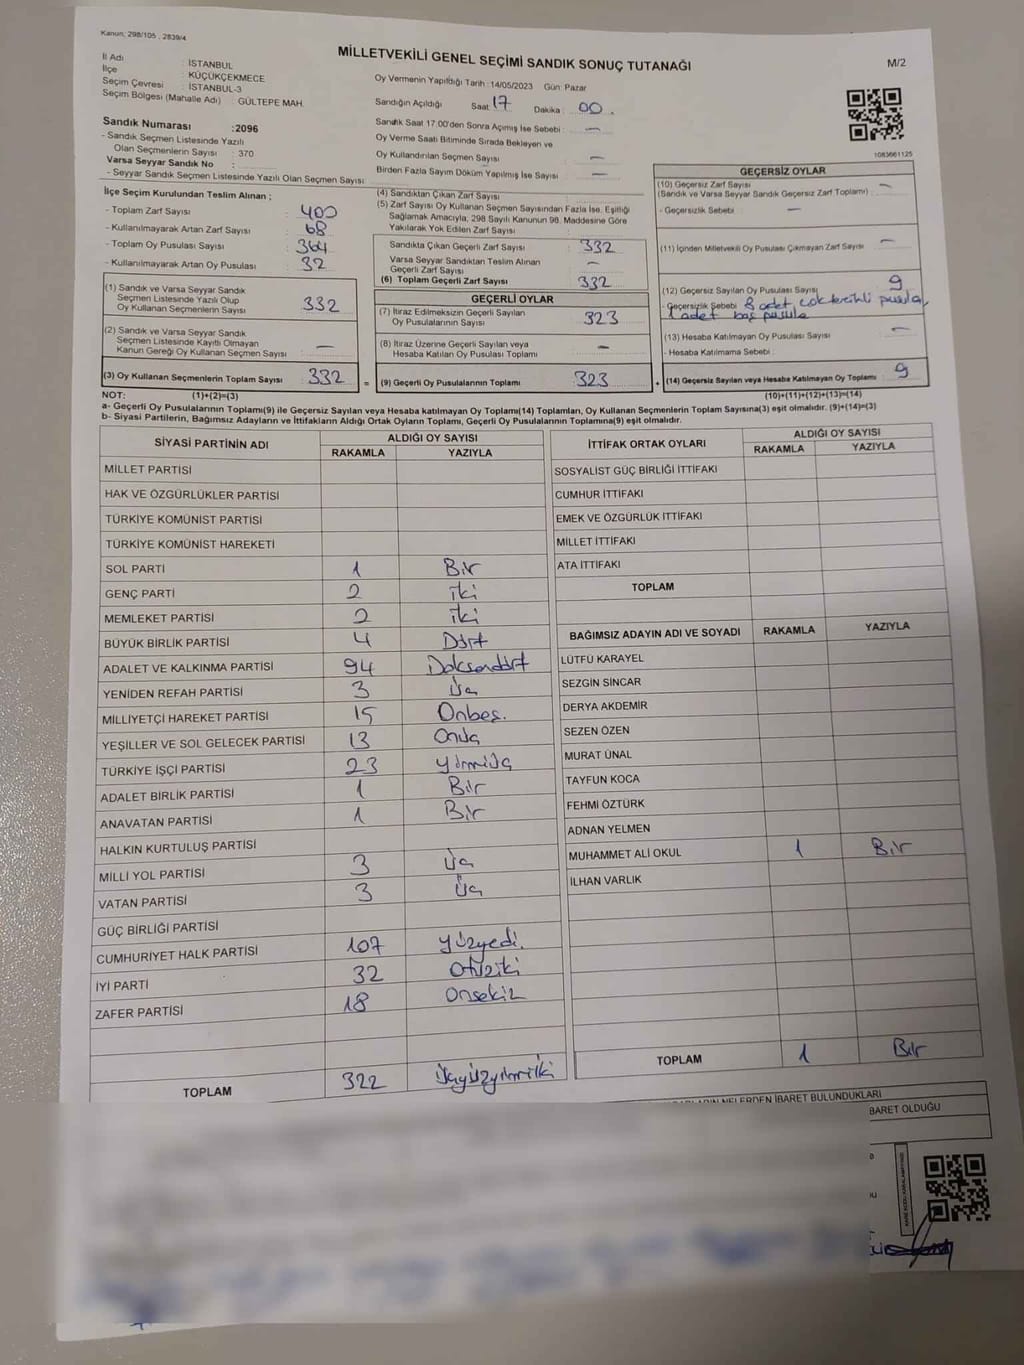 Kanun; 298/105 , 2839/4
MİLLETVEKİLİ GENEL SEÇİMİ SANDIK SONUÇ TUTANAĞI
M/2
İl Adı : İSTANBUL
İlçe : KÜÇÜKÇEKMECE
Seçim Çevresi : İSTANBUL-3
Seçim Bölgesi (Mahalle Adı) : GÜLTEPE MAH.
Sandık Numarası :2096
- Sandık Seçmen Listesinde Yazılı
Olan Seçmenlerin Sayısı : 370
Varsa Seyyar Sandık No :
- Seyyar Sandık Seçmen Listesinde Yazılı Olan Seçmen Sayısı:
Oy Vermenin Yapıldığı Tarih :14/05/2023 Gün: Pazar
Sandığın Açıldığı Saat 17 Dakika : 00.
Sandık Saat 17:00'den Sonra Açımış İse Sebebi : —
Oy Verme Saati Bitiminde Sırada Bekleyen ve
Oy Kullandırılan Seçmen Sayısı : —
Birden Fazla Sayım Döküm Yapılmış İse Sayısı : —
1083661125
İlçe Seçim Kurulundan Teslim Alınan ;
- Toplam Zarf Sayısı : 400
- Kullanılmayarak Artan Zarf Sayısı : 68
- Toplam Oy Pusulası Sayısı : 364
- Kullanılmayarak Artan Oy Pusulası : 32
(1) Sandık ve Varsa Seyyar Sandık
Seçmen Listesinde Yazılı Olup
Oy Kullanan Seçmenlerin Sayısı : 332
(2) Sandık ve Varsa Seyyar Sandık
Seçmen Listesinde Kayıtlı Olmayan
Kanun Gereği Oy Kullanan Seçmen Sayısı : —
(3) Oy Kullanan Seçmenlerin Toplam Sayısı : 332 =
(4) Sandıktan Çıkan Zarf Sayısı :
(5) Zarf Sayısı Oy Kullanan Seçmen Sayısından Fazla İse, Eşitliği
Sağlamak Amacıyla, 298 Sayılı Kanunun 98. Maddesine Göre
Yakılarak Yok Edilen Zarf Sayısı :
Sandıkta Çıkan Geçerli Zarf Sayısı : 332
Varsa Seyyar Sandıktan Teslim Alınan
Geçerli Zarf Sayısı : —
(6) Toplam Geçerli Zarf Sayısı : 332
GEÇERLİ OYLAR
(7) İtiraz Edilmeksizin Geçerli Sayılan
Oy Pusulalarının Sayısı : 323
(8) İtiraz Üzerine Geçerli Sayılan veya
Hesaba Katılan Oy Pusulası Toplamı : —
(9) Geçerli Oy Pusulalarının Toplamı : 323 +
GEÇERSİZ OYLAR
(10) Geçersiz Zarf Sayısı
(Sandık ve Varsa Seyyar Sandık Geçersiz Zarf Toplamı) : —
- Geçersizlik Sebebi : —
(11) İçinden Milletvekili Oy Pusulası Çıkmayan Zarf Sayısı : —
(12) Geçersiz Sayılan Oy Pusulası Sayısı : 9
- Geçersizlik Sebebi : 8 adet çok tercihli pusula,
1 adet boş pusula
(13) Hesaba Katılmayan Oy Pusulası Sayısı : —
- Hesaba Katılmama Sebebi :
(14) Geçersiz Sayılan veya Hesaba Katılmayan Oy Toplamı : 9
NOT: (1)+(2)=(3) (10)+(11)+(12)+(13)=(14)
a- Geçerli Oy Pusulalarının Toplamı(9) ile Geçersiz Sayılan veya Hesaba katılmayan Oy Toplamı(14) Toplamları, Oy Kullanan Seçmenlerin Toplam Sayısına(3) eşit olmalıdır. (9)+(14)=(3)
b- Siyasi Partilerin, Bağımsız Adayların ve İttifakların Aldığı Ortak Oyların Toplamı, Geçerli Oy Pusulalarının Toplamına(9) eşit olmalıdır.
SİYASİ PARTİNİN ADI ALDIĞI OY SAYISI
RAKAMLA YAZIYLA
MİLLET PARTİSİ
HAK VE ÖZGÜRLÜKLER PARTİSİ
TÜRKİYE KOMÜNİST PARTİSİ
TÜRKİYE KOMÜNİST HAREKETİ
SOL PARTİ 1 Bir
GENÇ PARTİ 2 iki
MEMLEKET PARTİSİ 2 iki
BÜYÜK BİRLİK PARTİSİ 4 Dört
ADALET VE KALKINMA PARTİSİ 94 Doksandört
YENİDEN REFAH PARTİSİ 3 Üç
MİLLİYETÇİ HAREKET PARTİSİ 15 Onbeş.
YEŞİLLER VE SOL GELECEK PARTİSİ 13 Onüç
TÜRKİYE İŞÇİ PARTİSİ 23 Yirmiüç
ADALET BİRLİK PARTİSİ 1 Bir
ANAVATAN PARTİSİ 1 Bir
HALKIN KURTULUŞ PARTİSİ
MİLLİ YOL PARTİSİ 3 Üç
VATAN PARTİSİ 3 Üç
GÜÇ BİRLİĞİ PARTİSİ
CUMHURİYET HALK PARTİSİ 107 yüzyedi.
İYİ PARTİ 32 Otuziki
ZAFER PARTİSİ 18 Onsekiz
TOPLAM 322 Üçyüzyirmiiki
İTTİFAK ORTAK OYLARI ALDIĞI OY SAYISI
RAKAMLA YAZIYLA
SOSYALİST GÜÇ BİRLİĞİ İTTİFAKI
CUMHUR İTTİFAKI
EMEK VE ÖZGÜRLÜK İTTİFAKI
MİLLET İTTİFAKI
ATA İTTİFAKI
TOPLAM
BAĞIMSIZ ADAYIN ADI VE SOYADI RAKAMLA YAZIYLA
LÜTFÜ KARAYEL
SEZGİN SİNCAR
DERYA AKDEMİR
SEZEN ÖZEN
MURAT ÜNAL
TAYFUN KOCA
FEHMİ ÖZTÜRK
ADNAN YELMEN
MUHAMMET ALİ OKUL 1 Bir
İLHAN VARLIK
TOPLAM 1 Bir
NELERDEN İBARET BULUNDUKLARI
BARET OLDUĞU